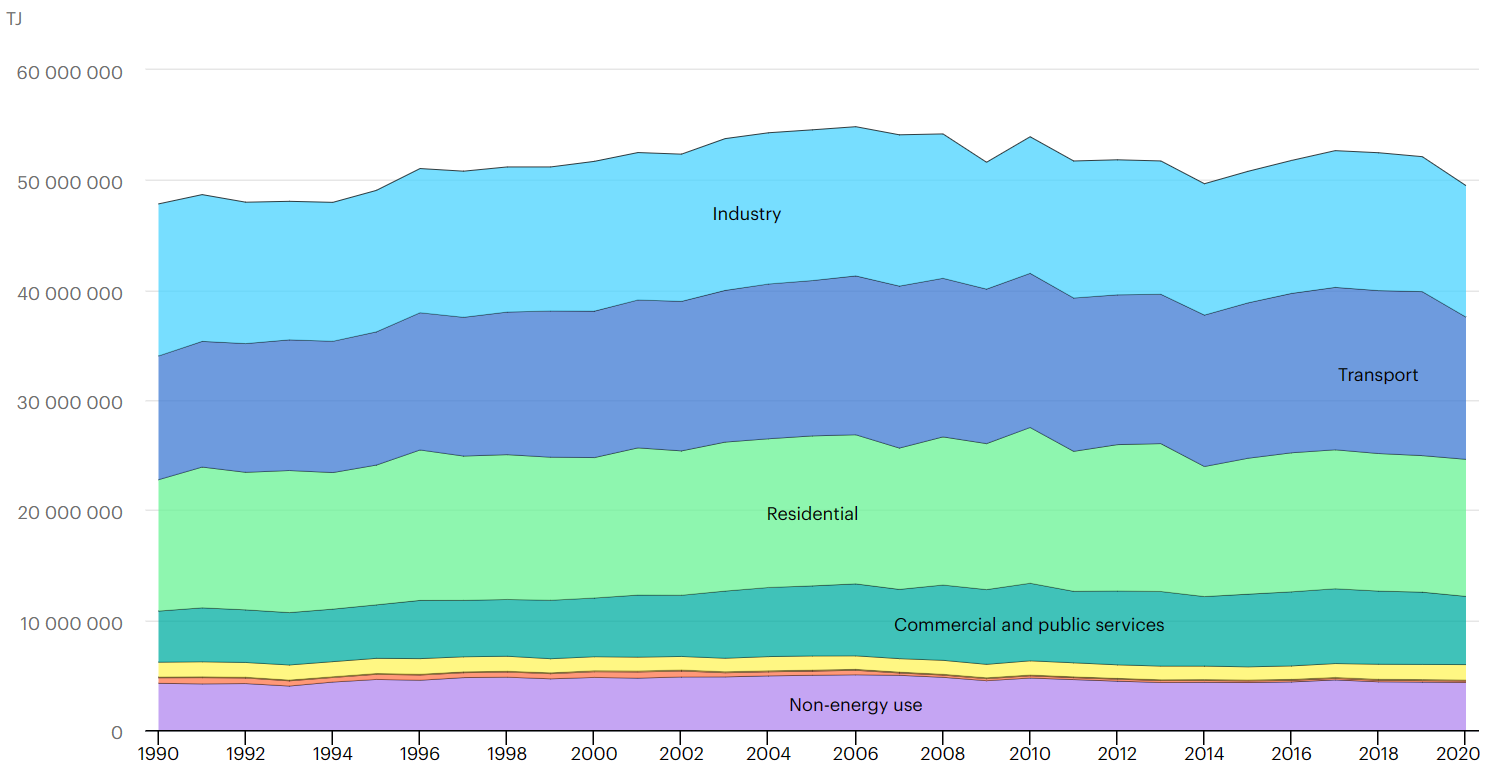 TJ
60 000 000
50 000 000
Industry
40 000 000
Transport
30 000 000
Residential
20 000 000
Commercial and public services
10 000 000
Non-energy use
0
1990 1992 1994 1996 1998 2000 2002 2004 2006 2008 2010 2012 2014 2016 2018 2020